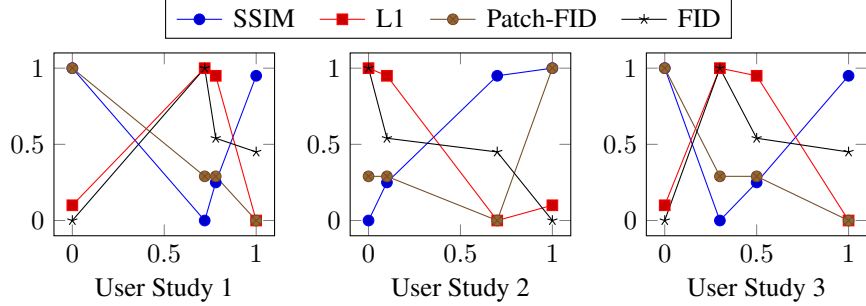 SSIM L1 Patch-FID FID
1 1 1
0.5 0.5 0.5
0 0 0
0 0.5 1 0 0.5 1 0 0.5 1
User Study 1 User Study 2 User Study 3